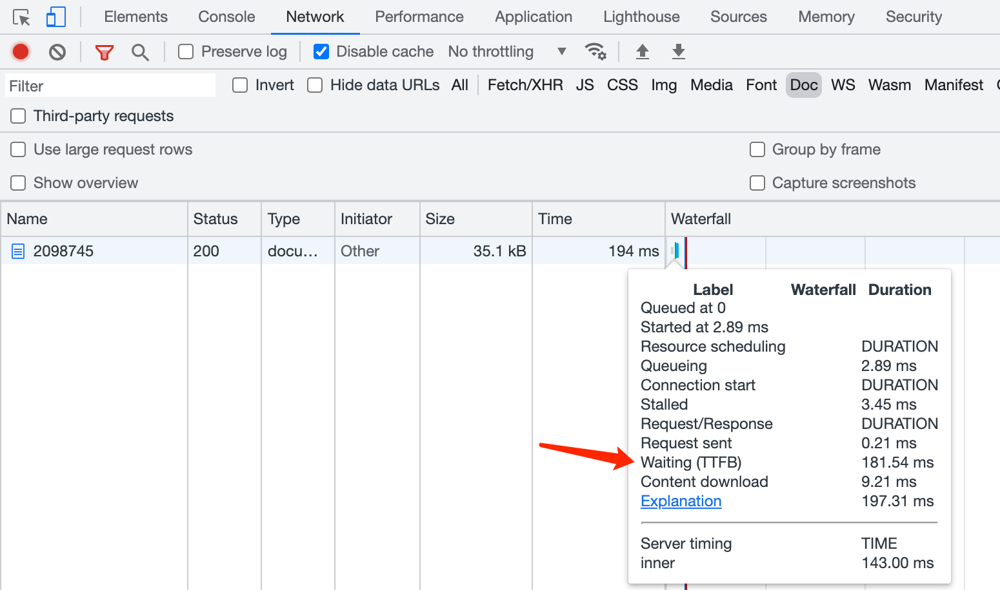 Elements Console Network Performance Application Lighthouse Sources Memory Security
Preserve log Disable cache No throttling
Filter Invert Hide data URLs All Fetch/XHR JS CSS Img Media Font Doc WS Wasm Manifest
Third-party requests
Use large request rows Group by frame
Show overview Capture screenshots
Name Status Type Initiator Size Time Waterfall
2098745 200 docu... Other 35.1 kB 194 ms
Label Waterfall Duration
Queued at 0
Started at 2.89 ms
Resource scheduling DURATION
Queueing 2.89 ms
Connection start DURATION
Stalled 3.45 ms
Request/Response DURATION
Request sent 0.21 ms
Waiting (TTFB) 181.54 ms
Content download 9.21 ms
Explanation 197.31 ms
Server timing TIME
inner 143.00 ms